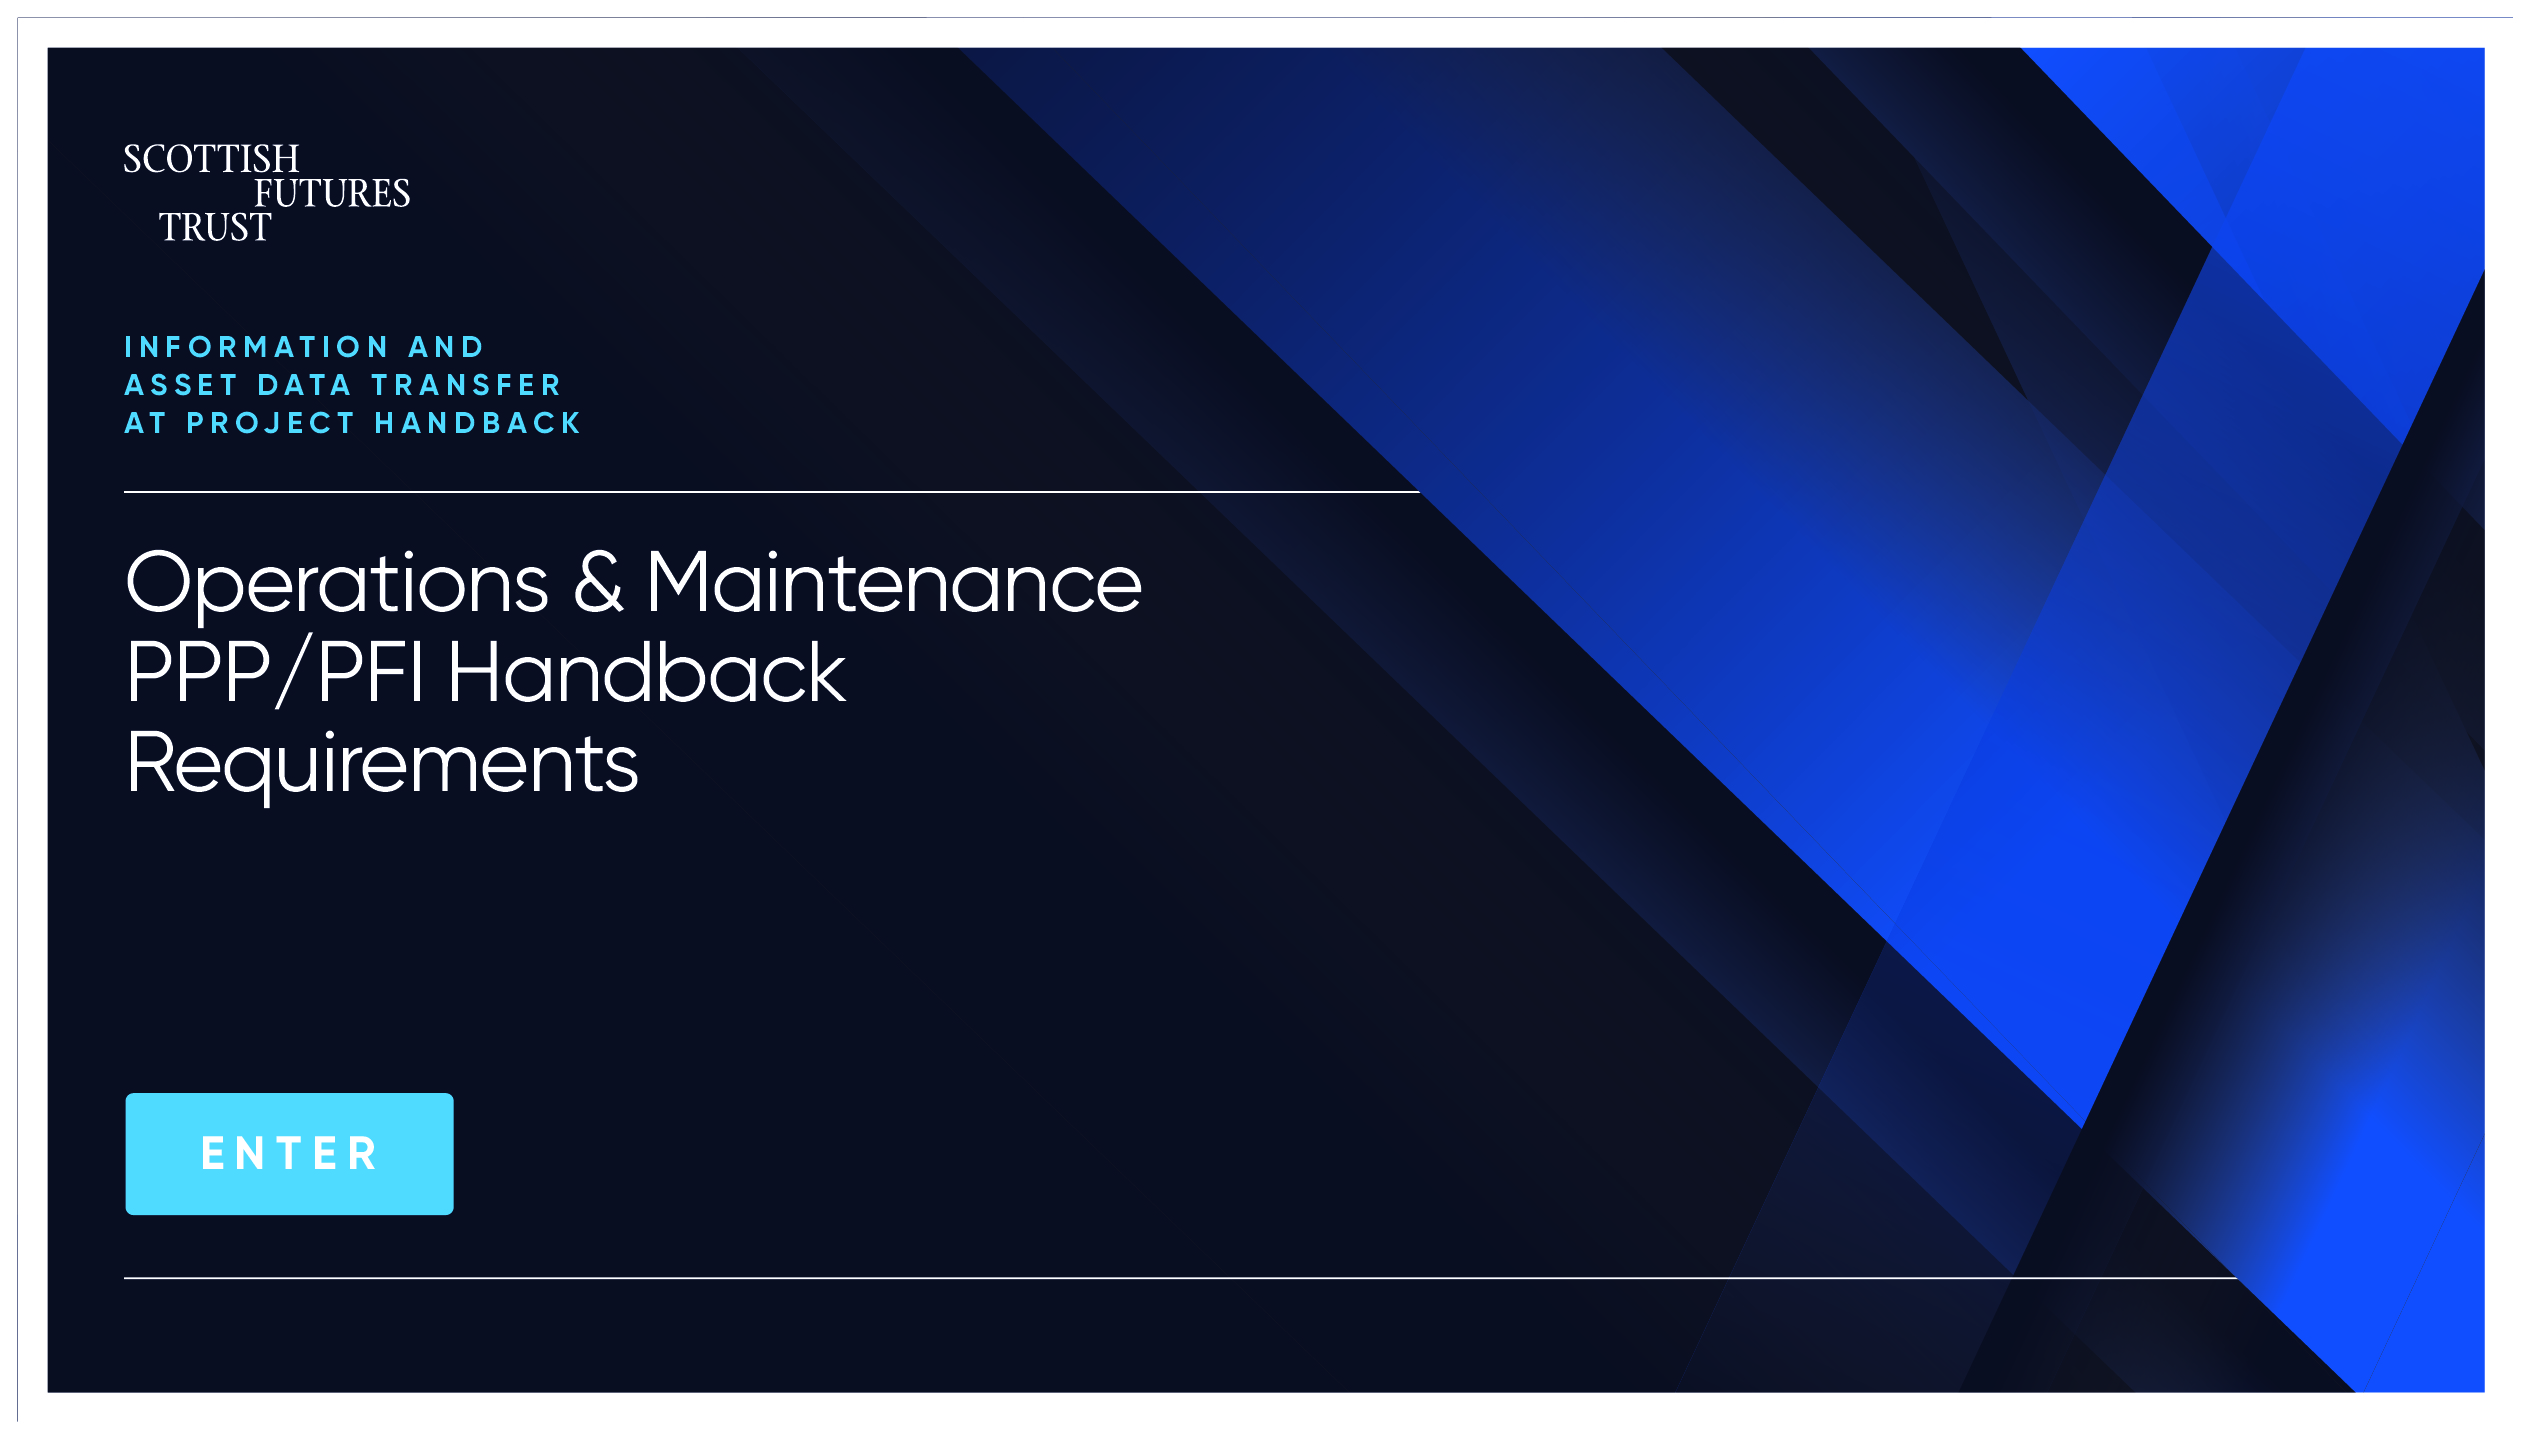 SCOTTISH
FUTURES
TRUST
INFORMATION AND
ASSET DATA TRANSFER
AT PROJECT HANDBACK
Operations & Maintenance
PPP/PFI Handback
Requirements
ENTER